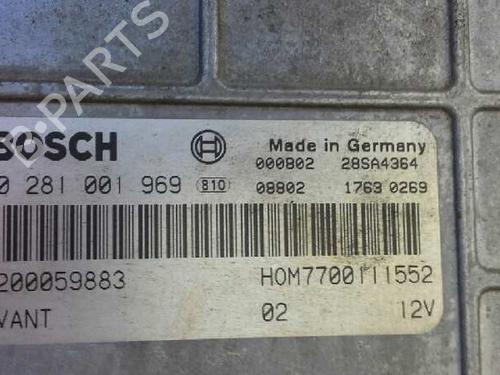 B-PARTS
BOSCH Made in Germany
000802 28SA4364
0 281 001 969 810 08802 1763 0269
200059883 HOM7700111552
VANT 02 12V